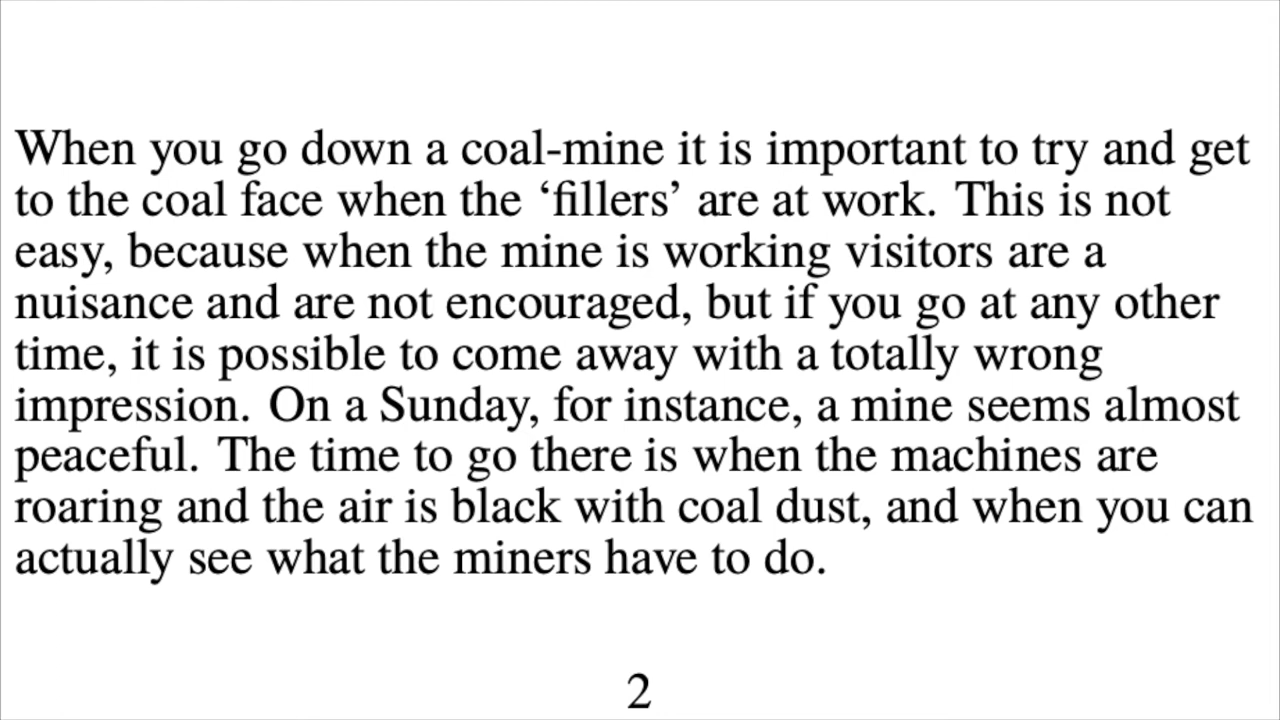 When you go down a coal-mine it is important to try and get
to the coal face when the ‘fillers’ are at work. This is not
easy, because when the mine is working visitors are a
nuisance and are not encouraged, but if you go at any other
time, it is possible to come away with a totally wrong
impression. On a Sunday, for instance, a mine seems almost
peaceful. The time to go there is when the machines are
roaring and the air is black with coal dust, and when you can
actually see what the miners have to do.
2